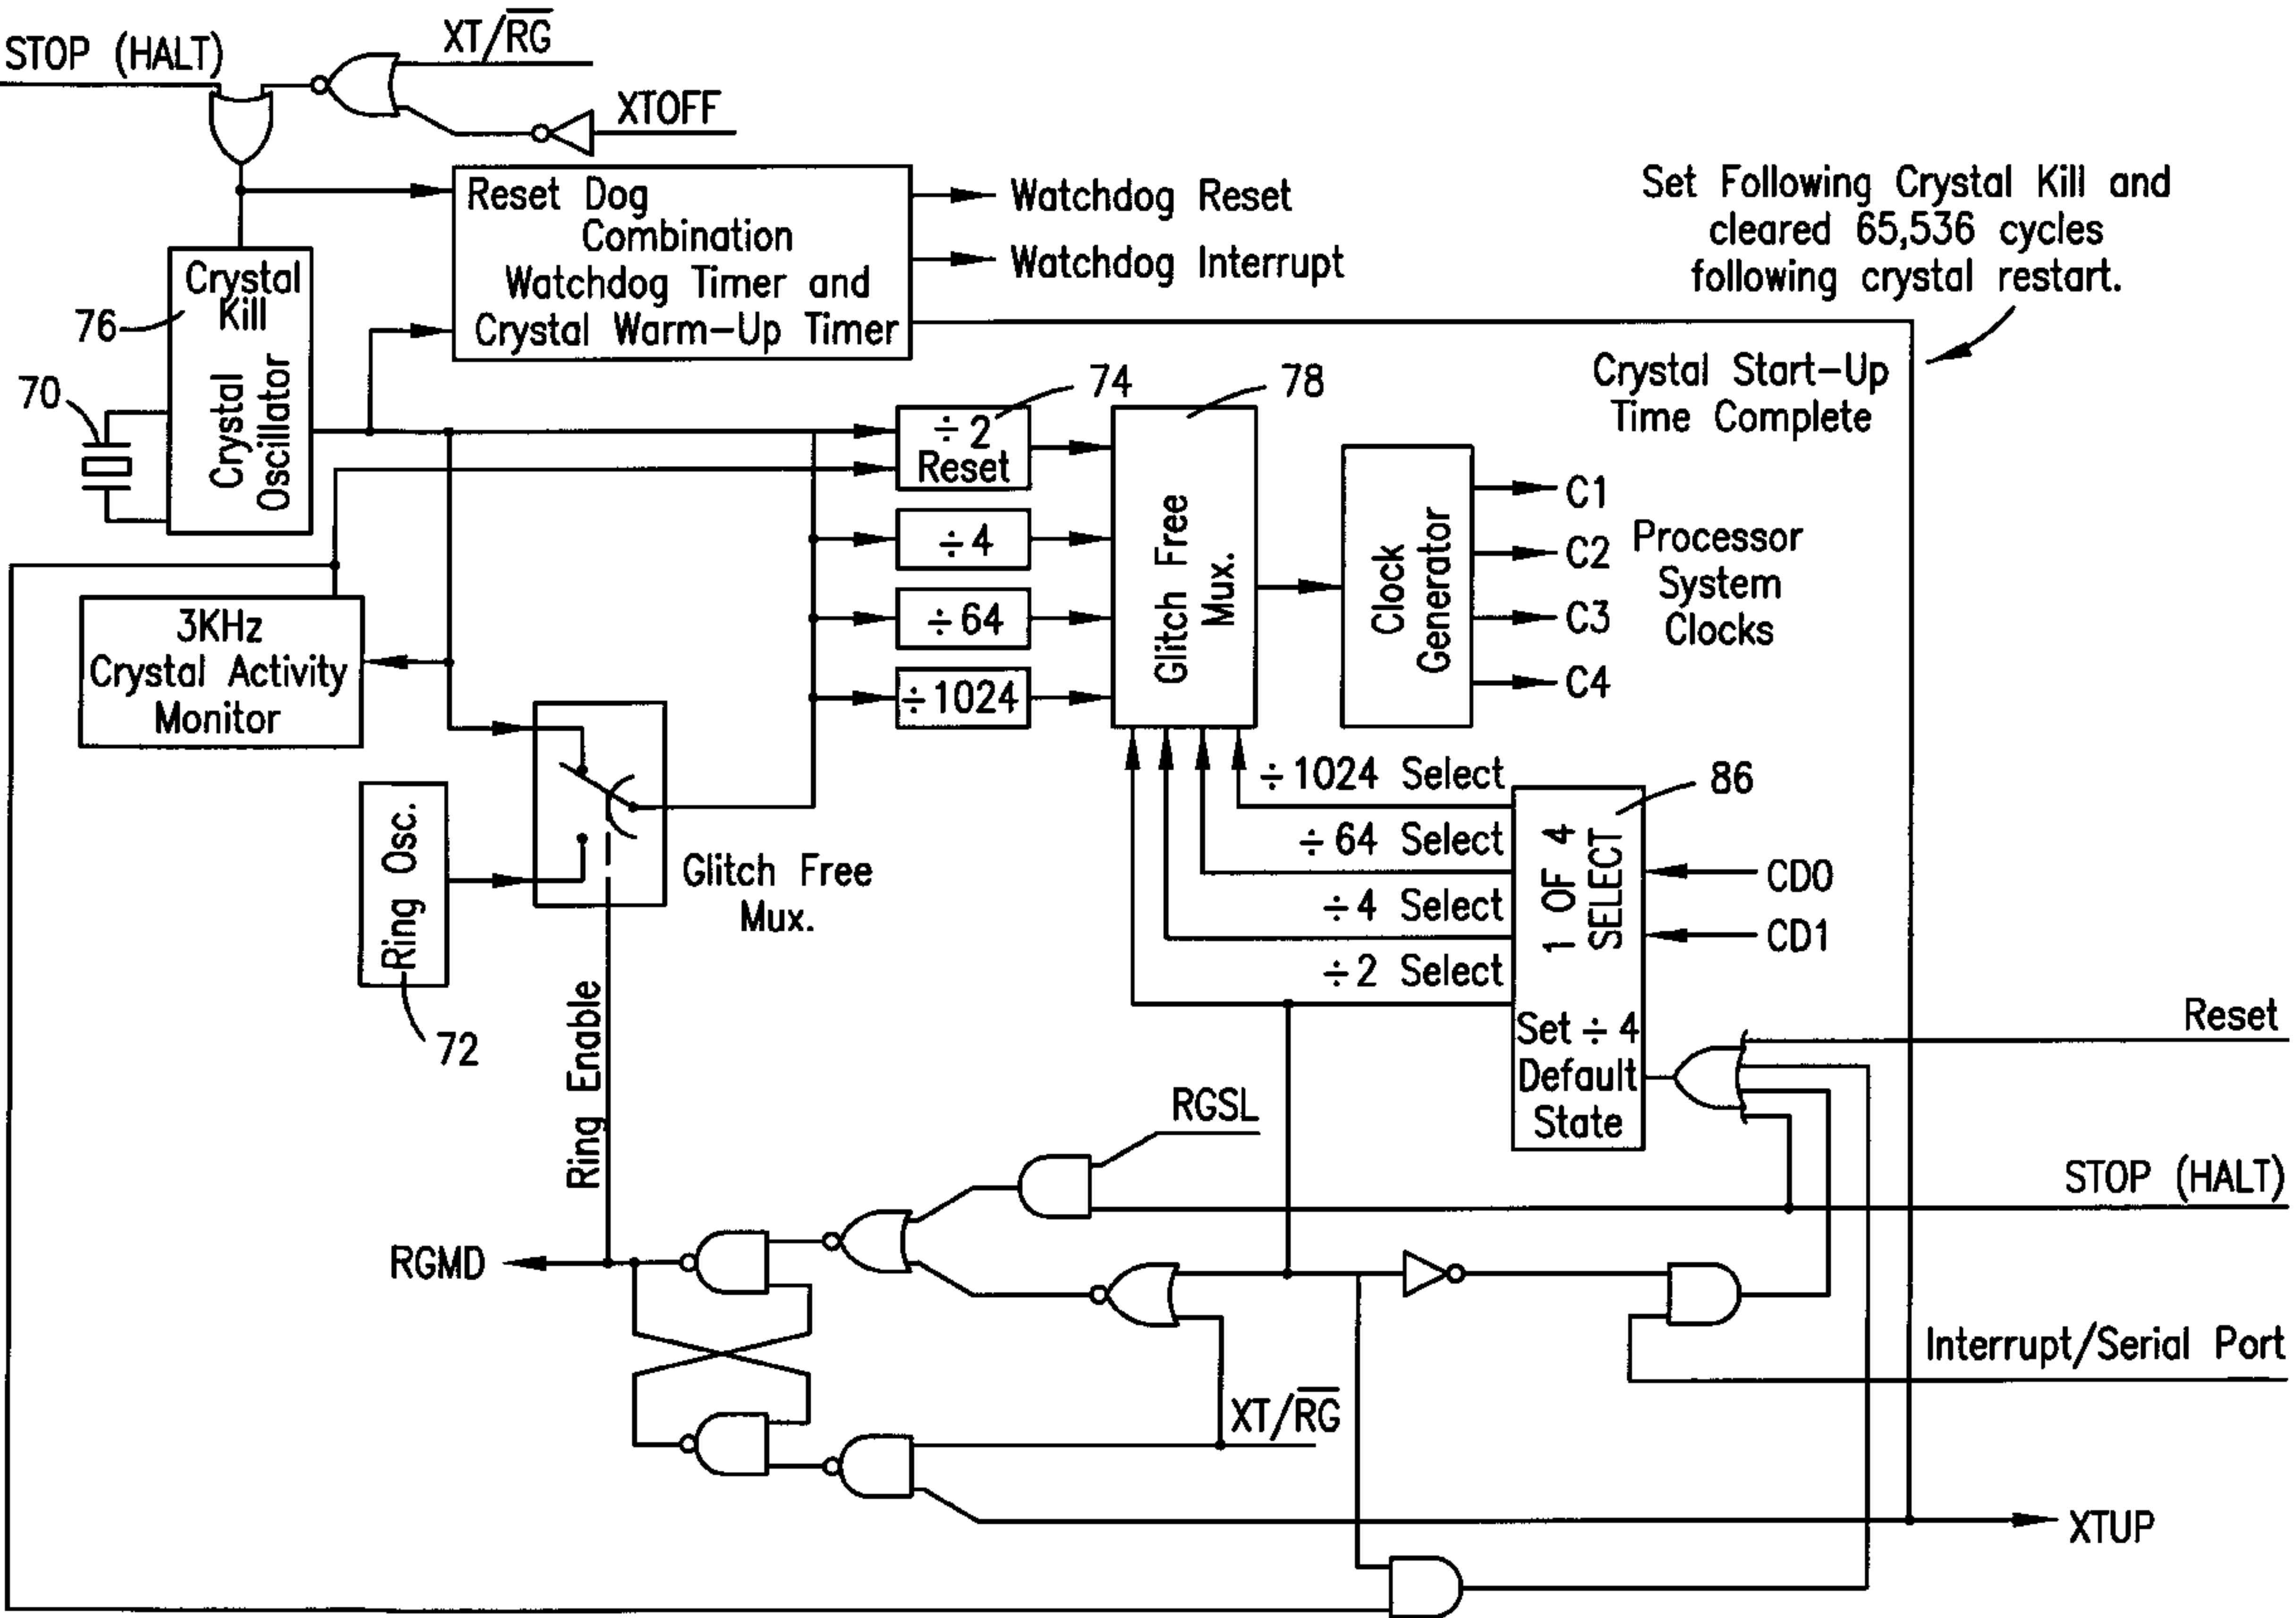 STOP (HALT)
XT/RG
XTOFF
Reset Dog
Combination
Watchdog Timer and
Crystal Warm-Up Timer
Watchdog Reset
Watchdog Interrupt
Set Following Crystal Kill and
cleared 65,536 cycles
following crystal restart.
Crystal
Kill
Crystal
Oscillator
76
70
74
78
÷2
Reset
÷4
÷64
÷1024
Glitch Free
Mux.
Clock
Generator
C1
C2
C3
C4
Processor
System
Clocks
Crystal Start-Up
Time Complete
3KHz
Crystal Activity
Monitor
Ring Osc.
72
Glitch Free
Mux.
Ring Enable
÷1024 Select
÷64 Select
÷4 Select
÷2 Select
86
1 OF 4
SELECT
Set ÷ 4
Default
State
CD0
CD1
Reset
RGSL
STOP (HALT)
RGMD
Interrupt/Serial Port
XT/RG
XTUP